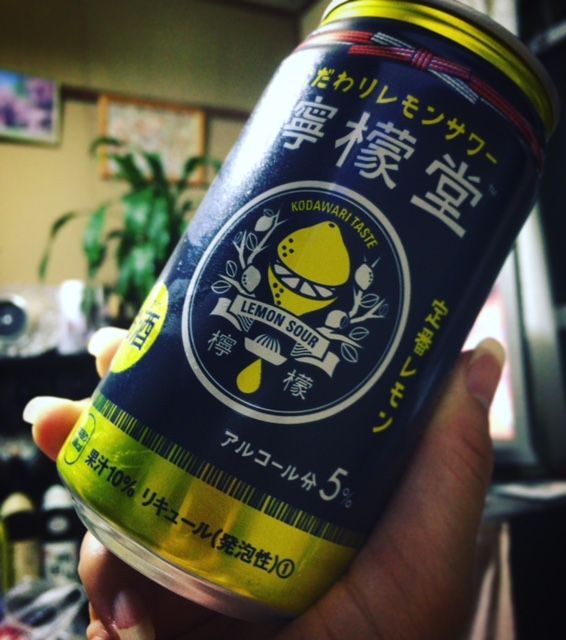 だわりレモンサワー
檸檬堂
KODAWARI TASTE
LEMON SOUR
檸檬
定番レモン
酒
アルコール分5%
果汁10% リキュール(発泡性)①